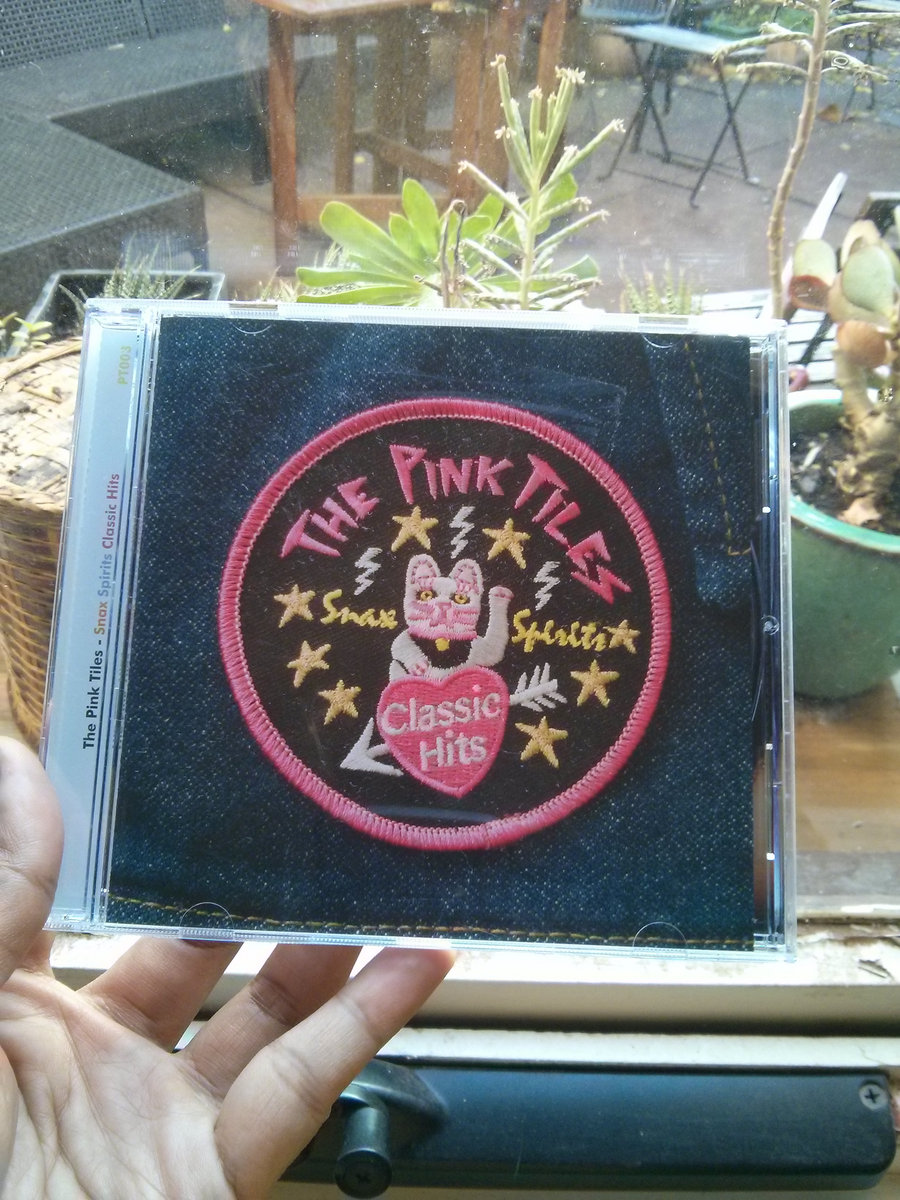 PT003
The Pink Tiles - Snax Spirits Classic Hits
THE PINK TILES
Snax Spirits
Classic
Hits